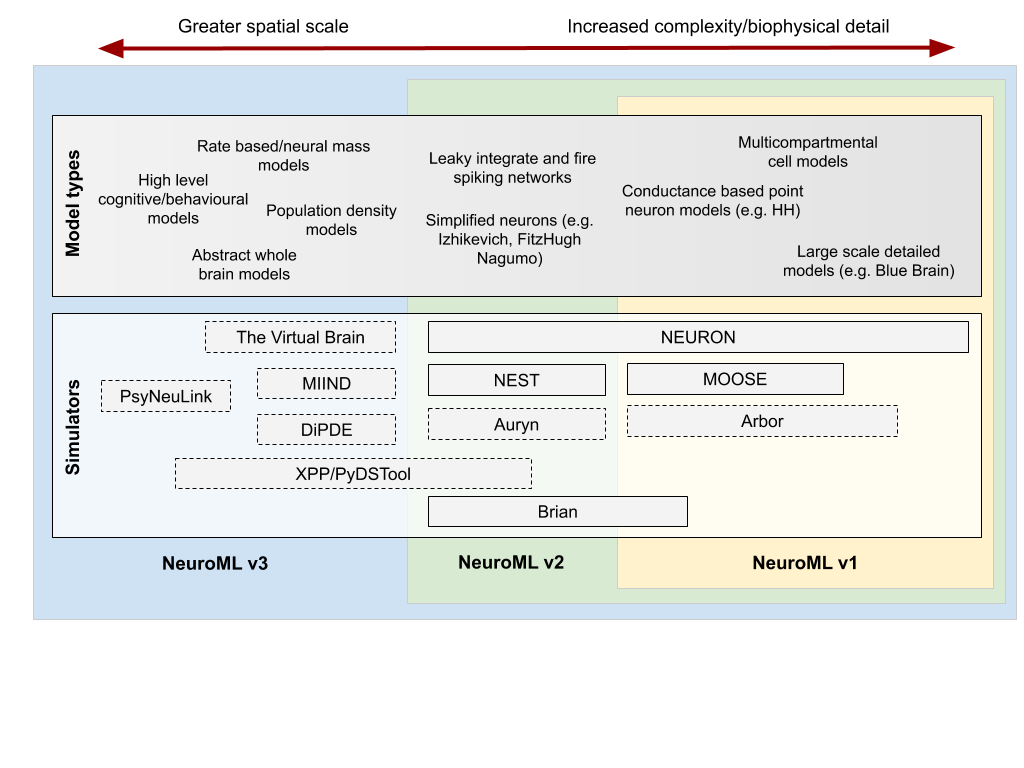 Greater spatial scale
Increased complexity/biophysical detail
Model types
Rate based/neural mass
models
High level
cognitive/behavioural
models
Population density
models
Abstract whole
brain models
Leaky integrate and fire
spiking networks
Simplified neurons (e.g.
Izhikevich, FitzHugh
Nagumo)
Multicompartmental
cell models
Conductance based point
neuron models (e.g. HH)
Large scale detailed
models (e.g. Blue Brain)
Simulators
The Virtual Brain
NEURON
MIIND
NEST
MOOSE
PsyNeuLink
DiPDE
Auryn
Arbor
XPP/PyDSTool
Brian
NeuroML v3
NeuroML v2
NeuroML v1